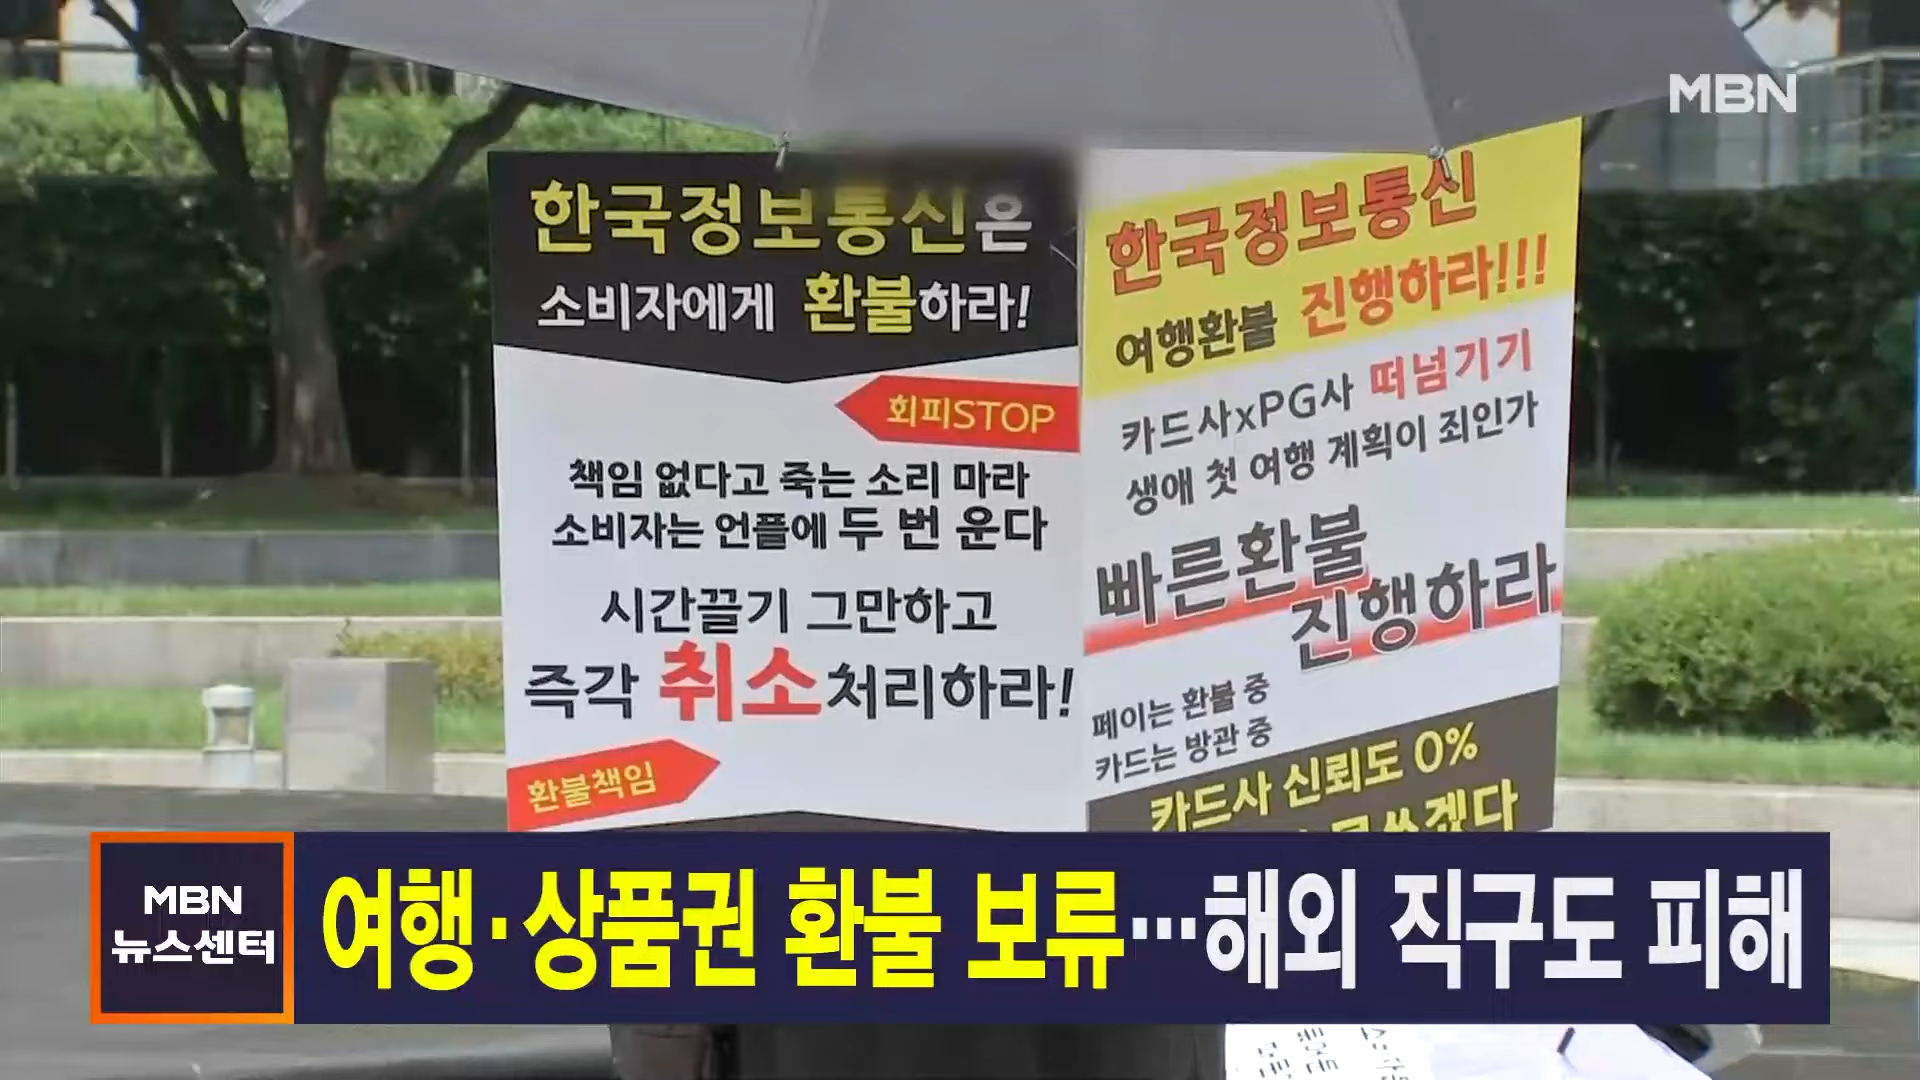 MBN
한국정보통신은
소비자에게 환불하라!
회피STOP
책임 없다고 죽는 소리 마라
소비자는 언플에 두 번 운다
시간끌기 그만하고
즉각 취소처리하라!
환불책임
한국정보통신
여행환불 진행하라!!!
카드사xPG사 떠넘기기
생애 첫 여행 계획이 죄인가
빠른환불
진행하라
페이는 환불 중
카드는 방관 중
카드사 신뢰도 0%
MBN
뉴스센터
여행·상품권 환불 보류…해외 직구도 피해